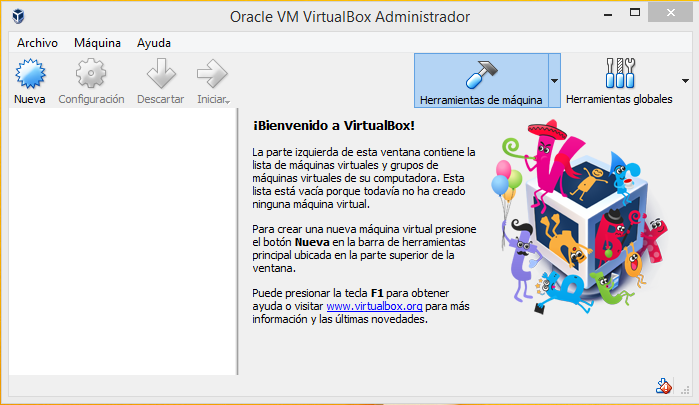 Oracle VM VirtualBox Administrador
Archivo Máquina Ayuda
Nueva Configuración Descartar Iniciar Herramientas de máquina Herramientas globales
¡Bienvenido a VirtualBox!
La parte izquierda de esta ventana contiene la
lista de máquinas virtuales y grupos de
máquinas virtuales de su computadora. Esta
lista está vacía porque todavía no ha creado
ninguna máquina virtual.
Para crear una nueva máquina virtual presione
el botón Nueva en la barra de herramientas
principal ubicada en la parte superior de la
ventana.
Puede presionar la tecla F1 para obtener
ayuda o visitar www.virtualbox.org para más
información y las últimas novedades.